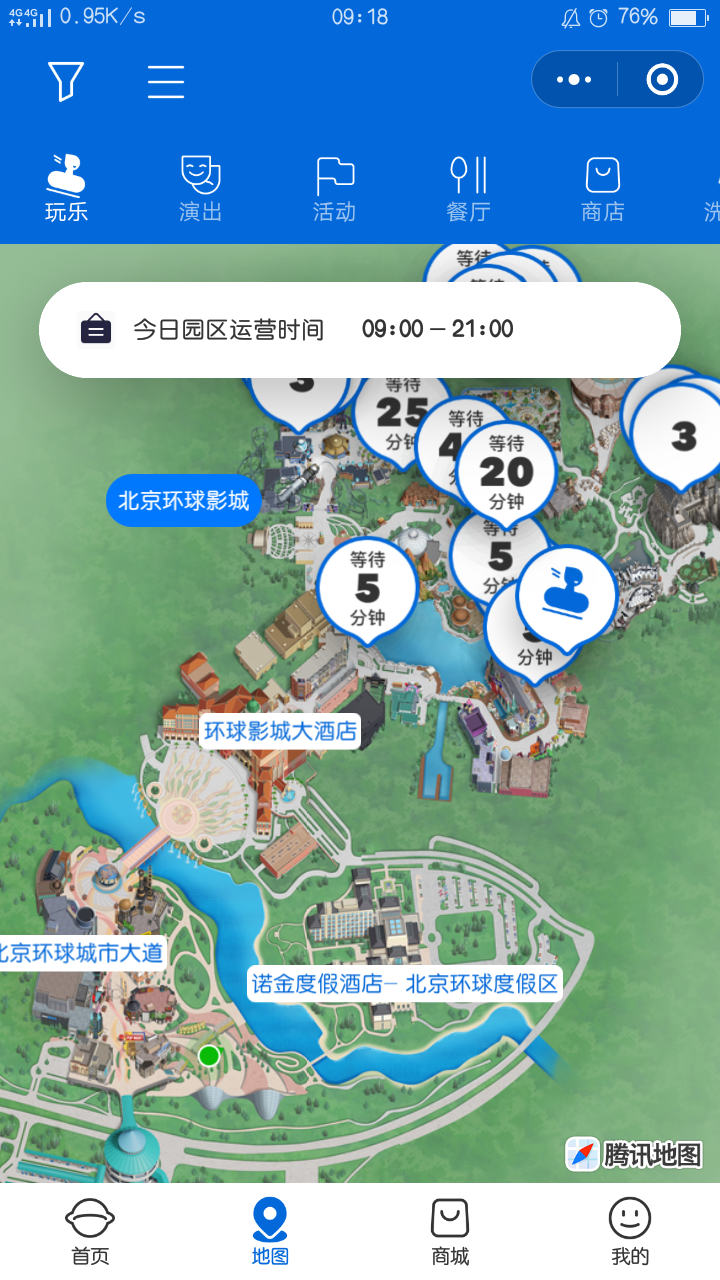 4G 4G 0.95K/s 09:18 76%
玩乐 演出 活动 餐厅 商店 洗
等待
今日园区运营时间 09:00 – 21:00
3
等待
25
分钟
等待
4
等待
20
分钟
3
北京环球影城
等待
5
分钟
等待
5
分钟
分钟
环球影城大酒店
北京环球城市大道
诺金度假酒店– 北京环球度假区
腾讯地图
首页 地图 商城 我的